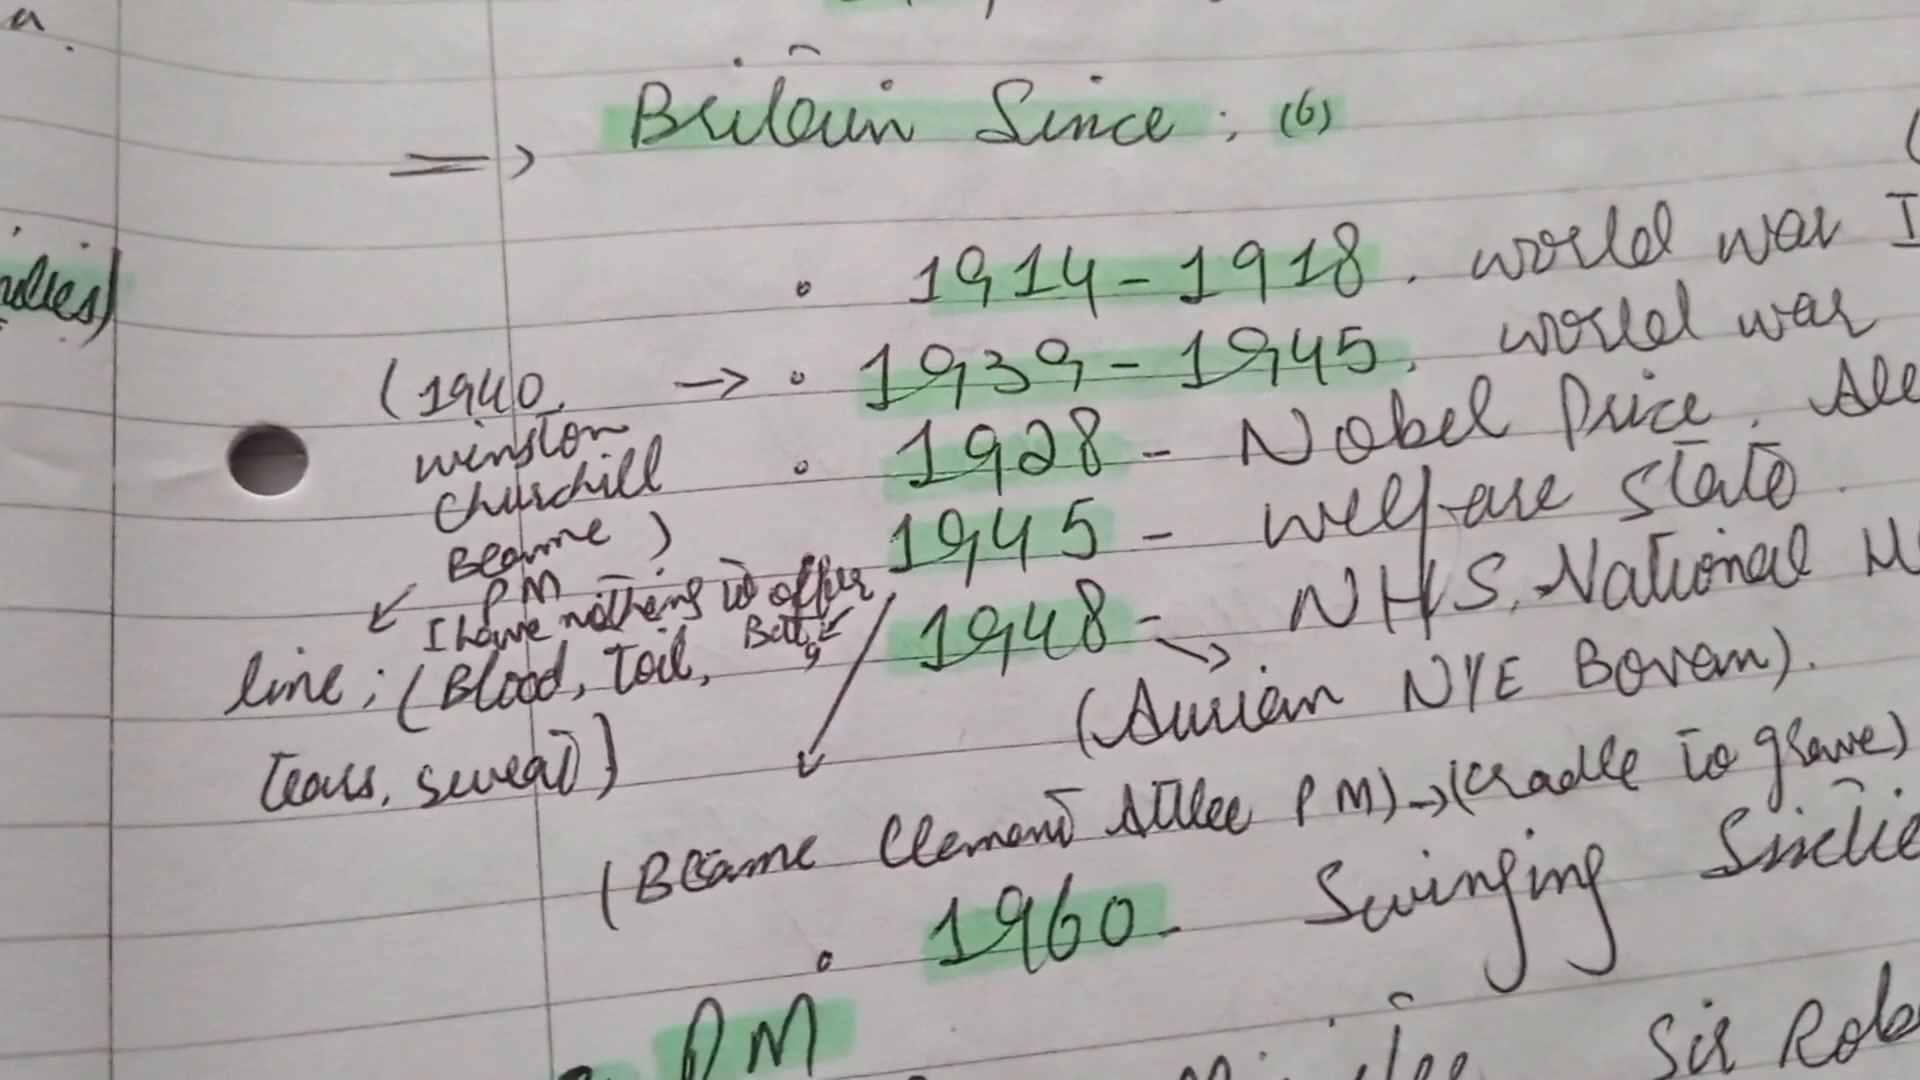 => Britain Since : (6)
• 1914-1918. world war I
(1940 → • 1939-1945. world war
winston
Churchill
Became )
PM
• 1928 - Nobel Price. Ale
1945 - welfare state.
1948 - NHS. National
(Aurian NYE Bovan).
I have nothing to offer
But,
line ; (Blood, Toil,
Tears, sweat)
(Became Clement Attlee PM) → (cradle to grave)
• 1960 - Swinging
PM
Sir Rob